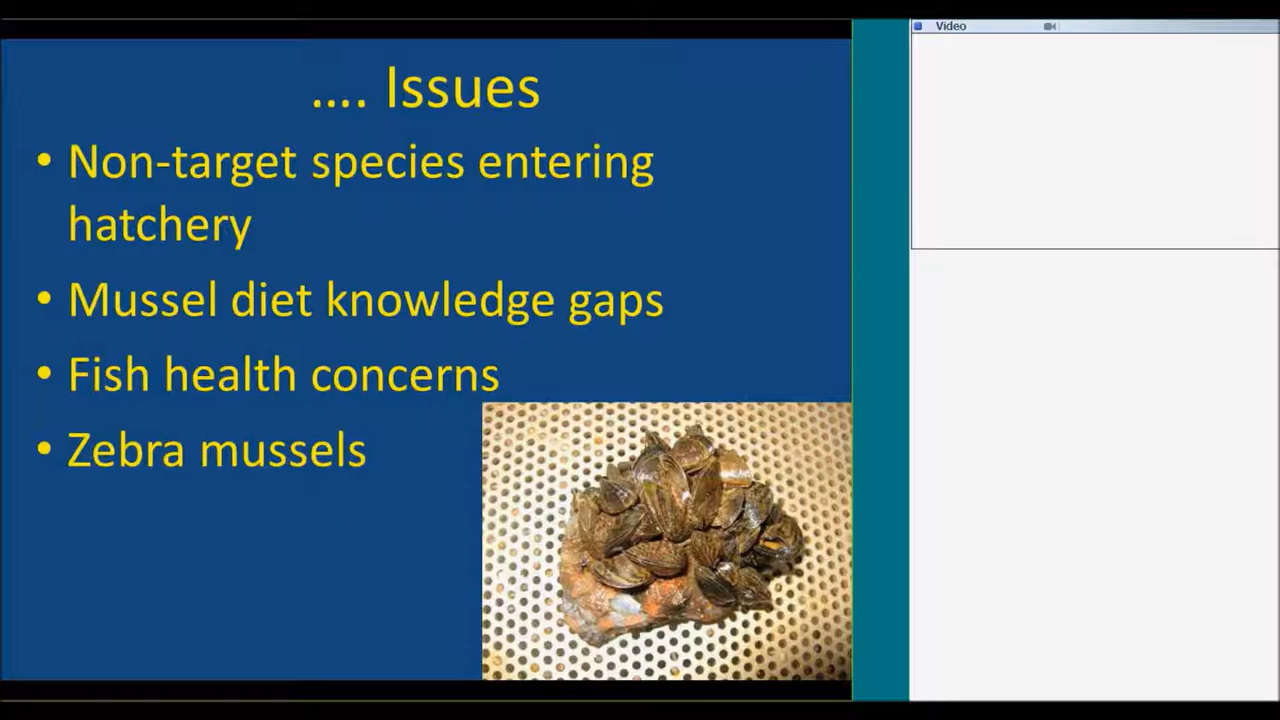 Video
…. Issues
• Non-target species entering
hatchery
• Mussel diet knowledge gaps
• Fish health concerns
• Zebra mussels